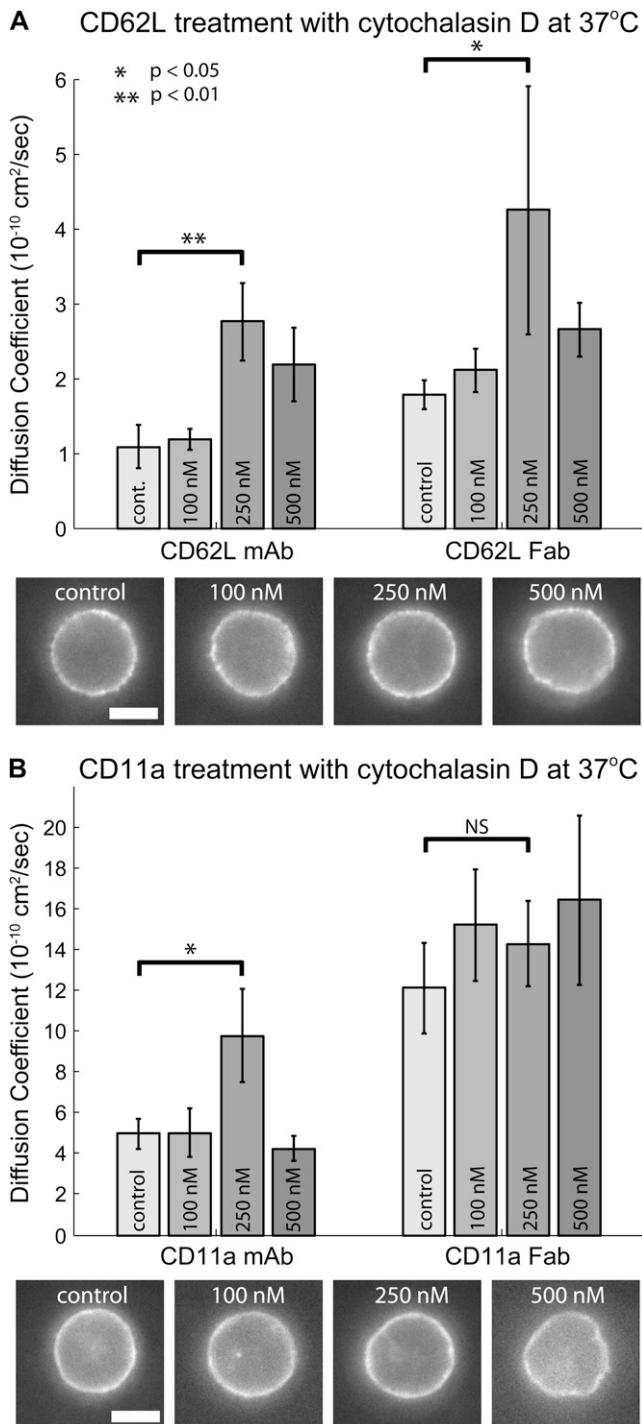 A CD62L treatment with cytochalasin D at 37°C
* p < 0.05
** p < 0.01
*
**
6
5
4
3
2
1
0
Diffusion Coefficient (10⁻¹⁰ cm²/sec)
cont.
100 nM
250 nM
500 nM
control
100 nM
250 nM
500 nM
CD62L mAb CD62L Fab
control 100 nM 250 nM 500 nM
B CD11a treatment with cytochalasin D at 37°C
NS
*
20
18
16
14
12
10
8
6
4
2
0
Diffusion Coefficient (10⁻¹⁰ cm²/sec)
control
100 nM
250 nM
500 nM
control
100 nM
250 nM
500 nM
CD11a mAb CD11a Fab
control 100 nM 250 nM 500 nM